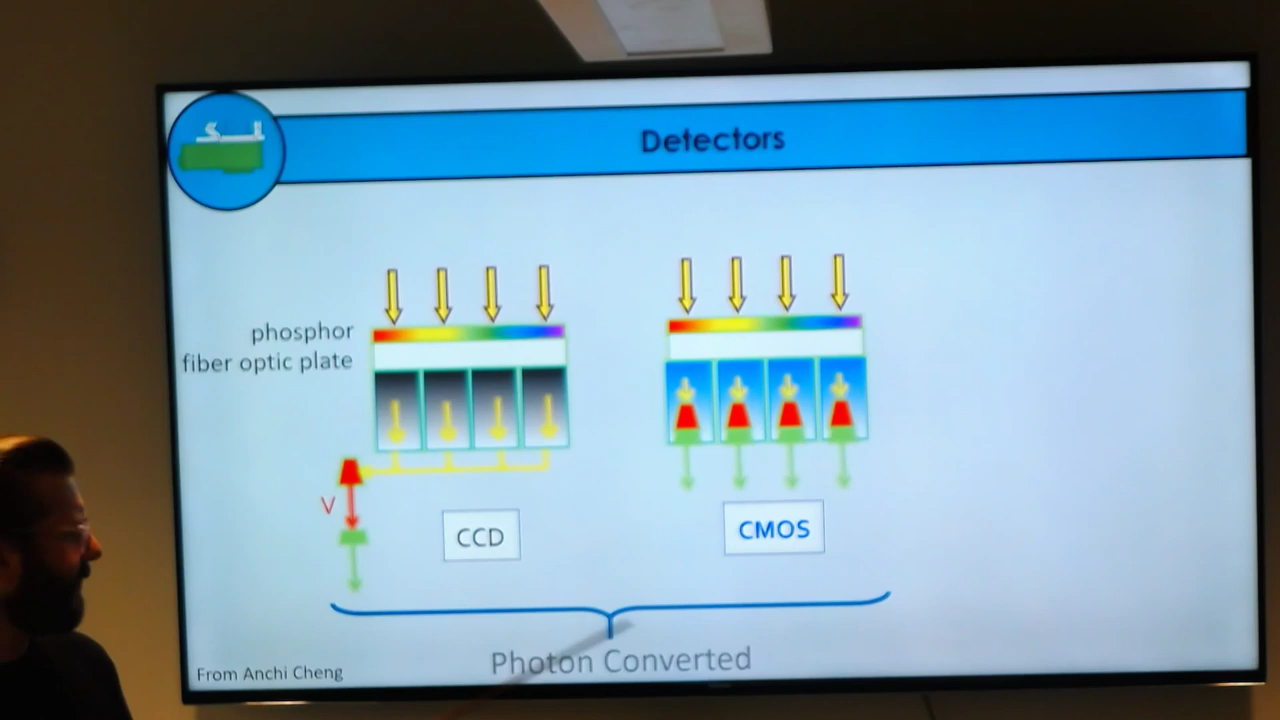 Detectors
phosphor
fiber optic plate
V
CCD
CMOS
Photon Converted
From Anchi Cheng